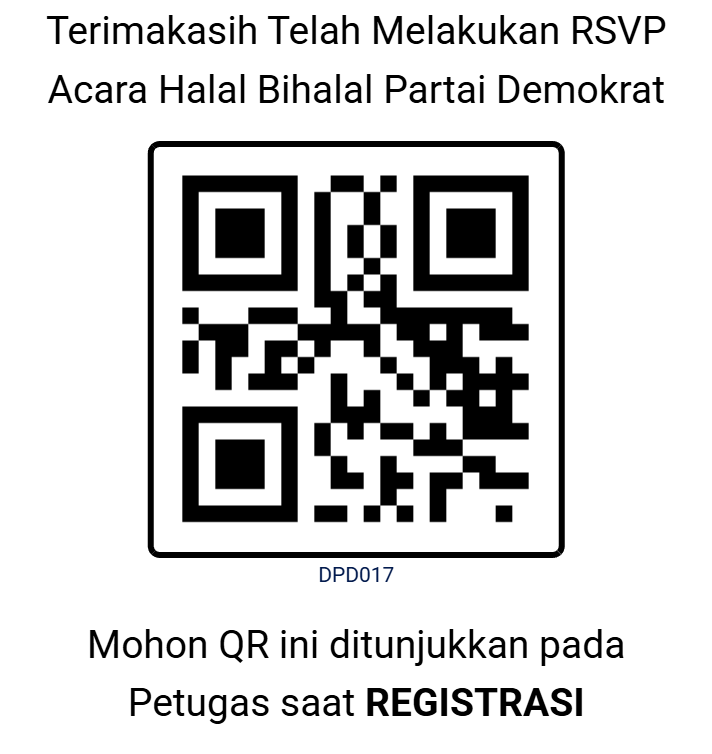 Terimakasih Telah Melakukan RSVP
Acara Halal Bihalal Partai Demokrat
DPD017
Mohon QR ini ditunjukkan pada
Petugas saat REGISTRASI